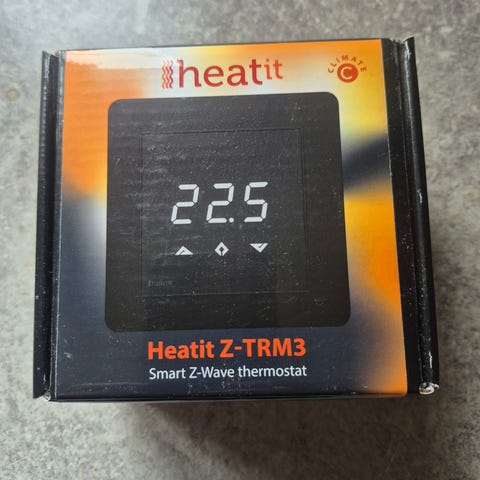 heatit
CLIMATE
C
22.5
Heatit Z-TRM3
Smart Z-Wave thermostat